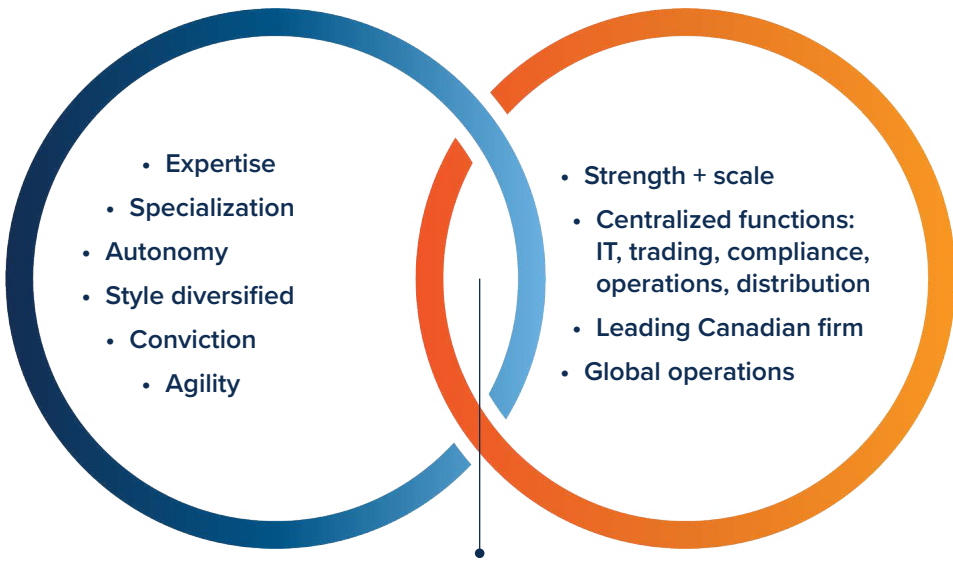 • Expertise
• Specialization
• Autonomy
• Style diversified
• Conviction
• Agility
• Strength + scale
• Centralized functions:
IT, trading, compliance,
operations, distribution
• Leading Canadian firm
• Global operations